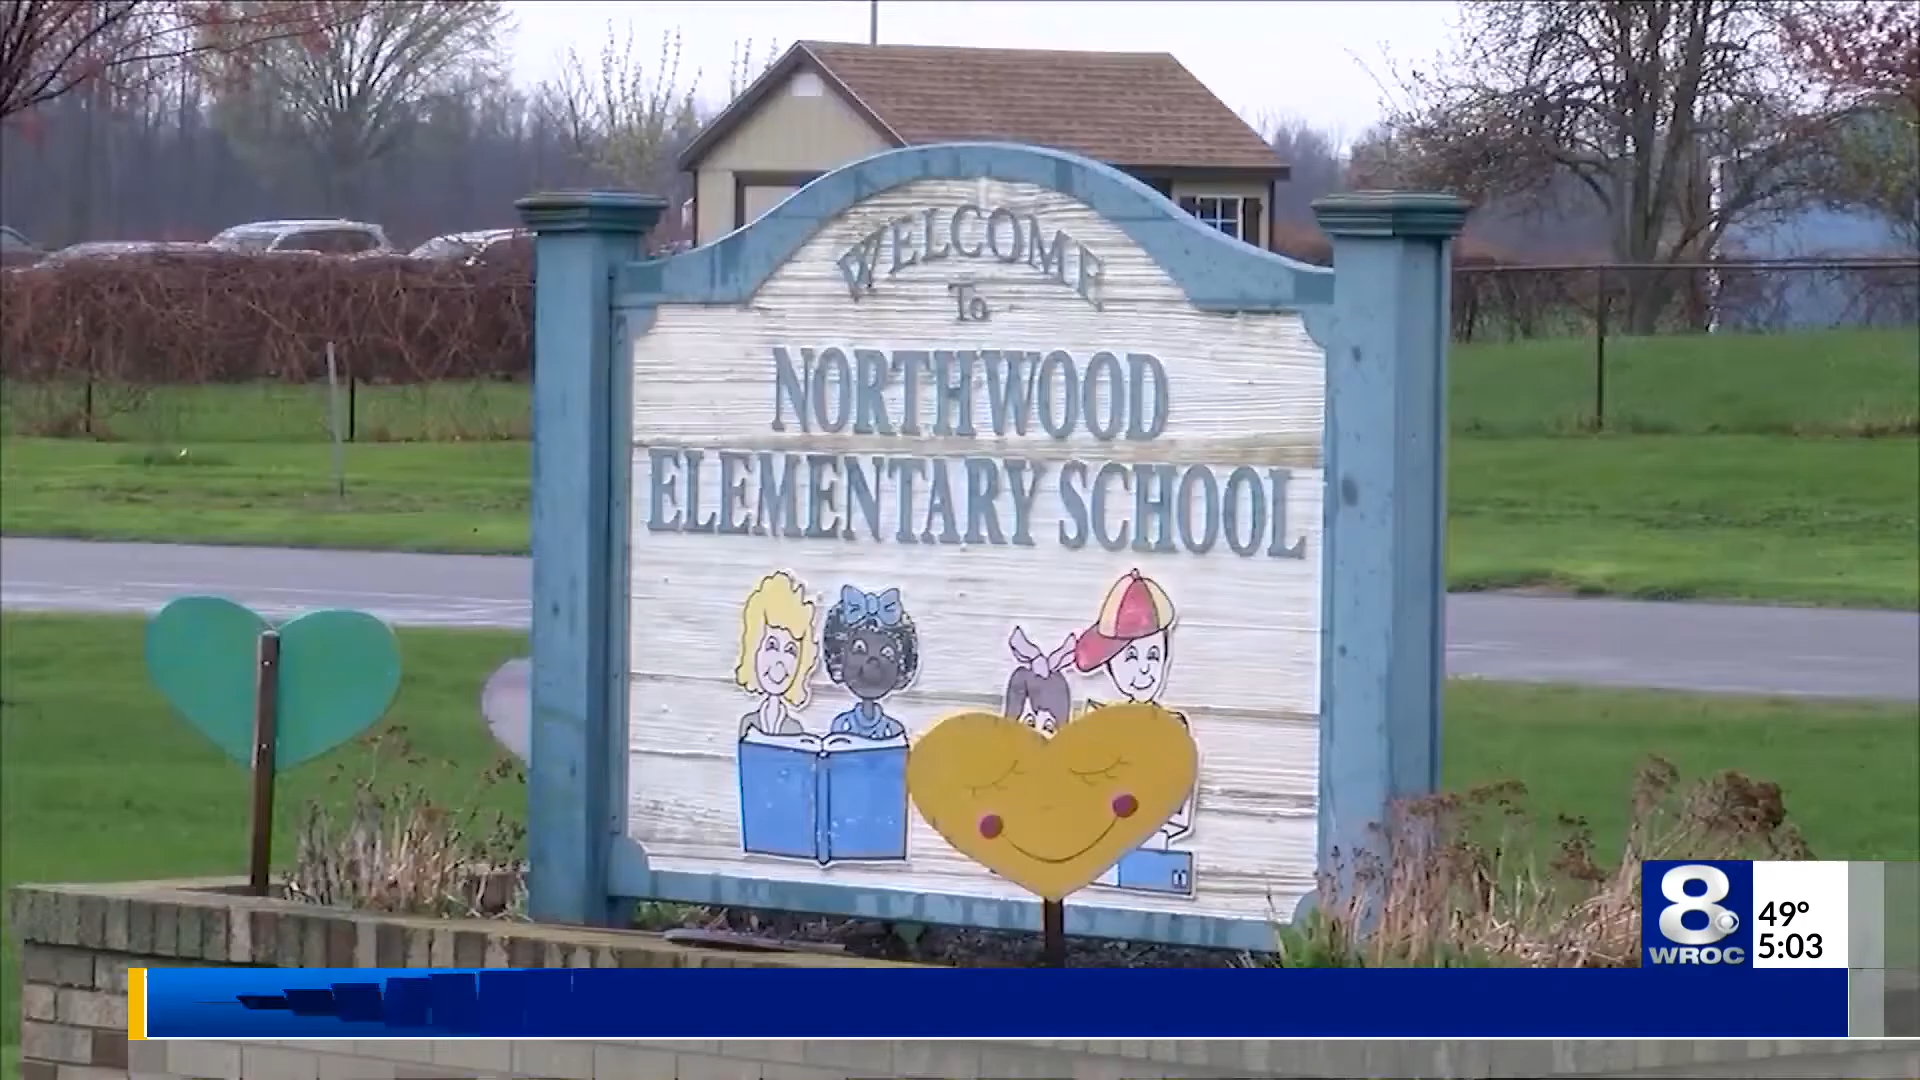 WELCOME
To
NORTHWOOD
ELEMENTARY SCHOOL
8
WROC
49°
5:03